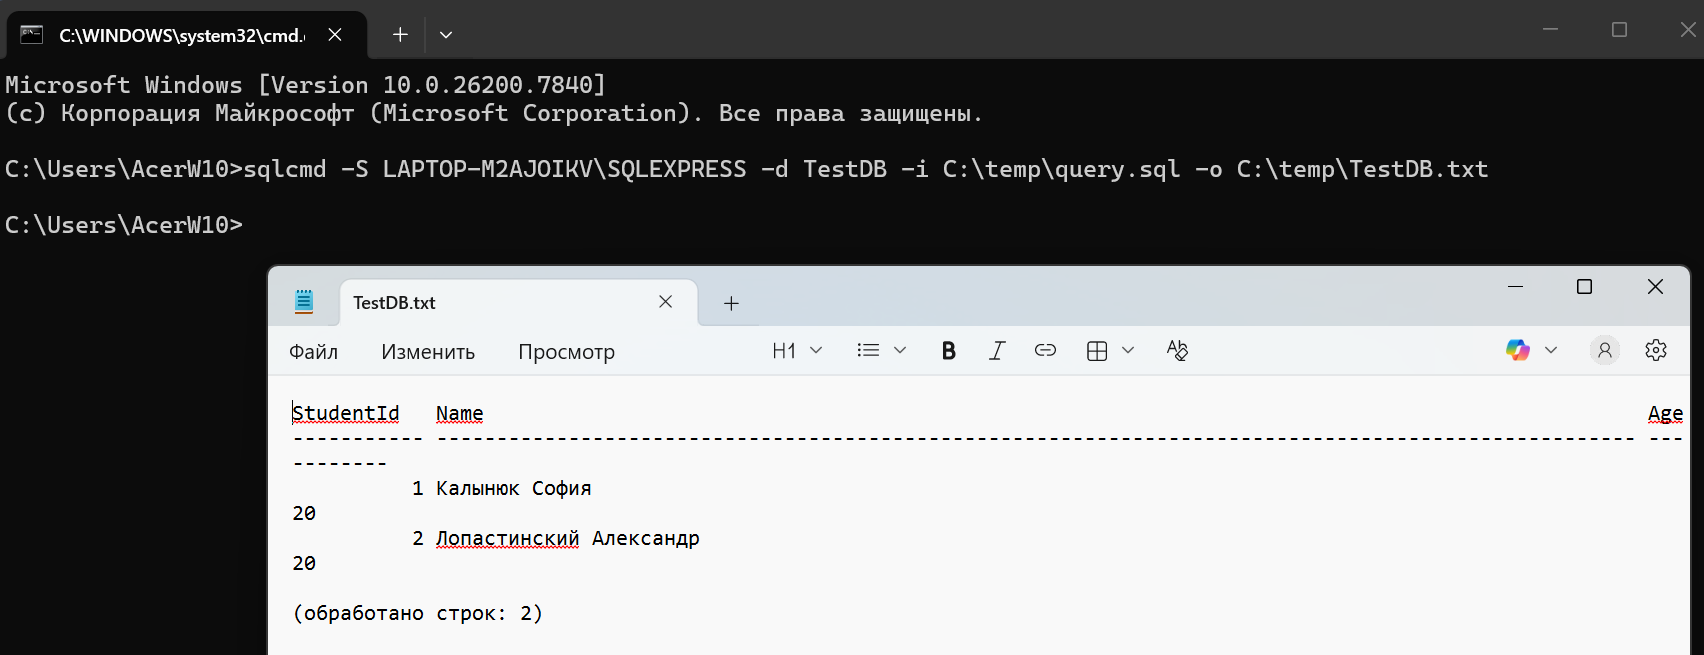 C:\WINDOWS\system32\cmd.
Microsoft Windows [Version 10.0.26200.7840]
(c) Корпорация Майкрософт (Microsoft Corporation). Все права защищены.
C:\Users\AcerW10>sqlcmd -S LAPTOP-M2AJOIKV\SQLEXPRESS -d TestDB -i C:\temp\query.sql -o C:\temp\TestDB.txt
C:\Users\AcerW10>
TestDB.txt
Файл Изменить Просмотр H1 B I
StudentId Name Age
----------- ---------------------------------------------------------------------------------------------------- ---
--------
1 Калынюк София
20
2 Лопастинский Александр
20
(обработано строк: 2)